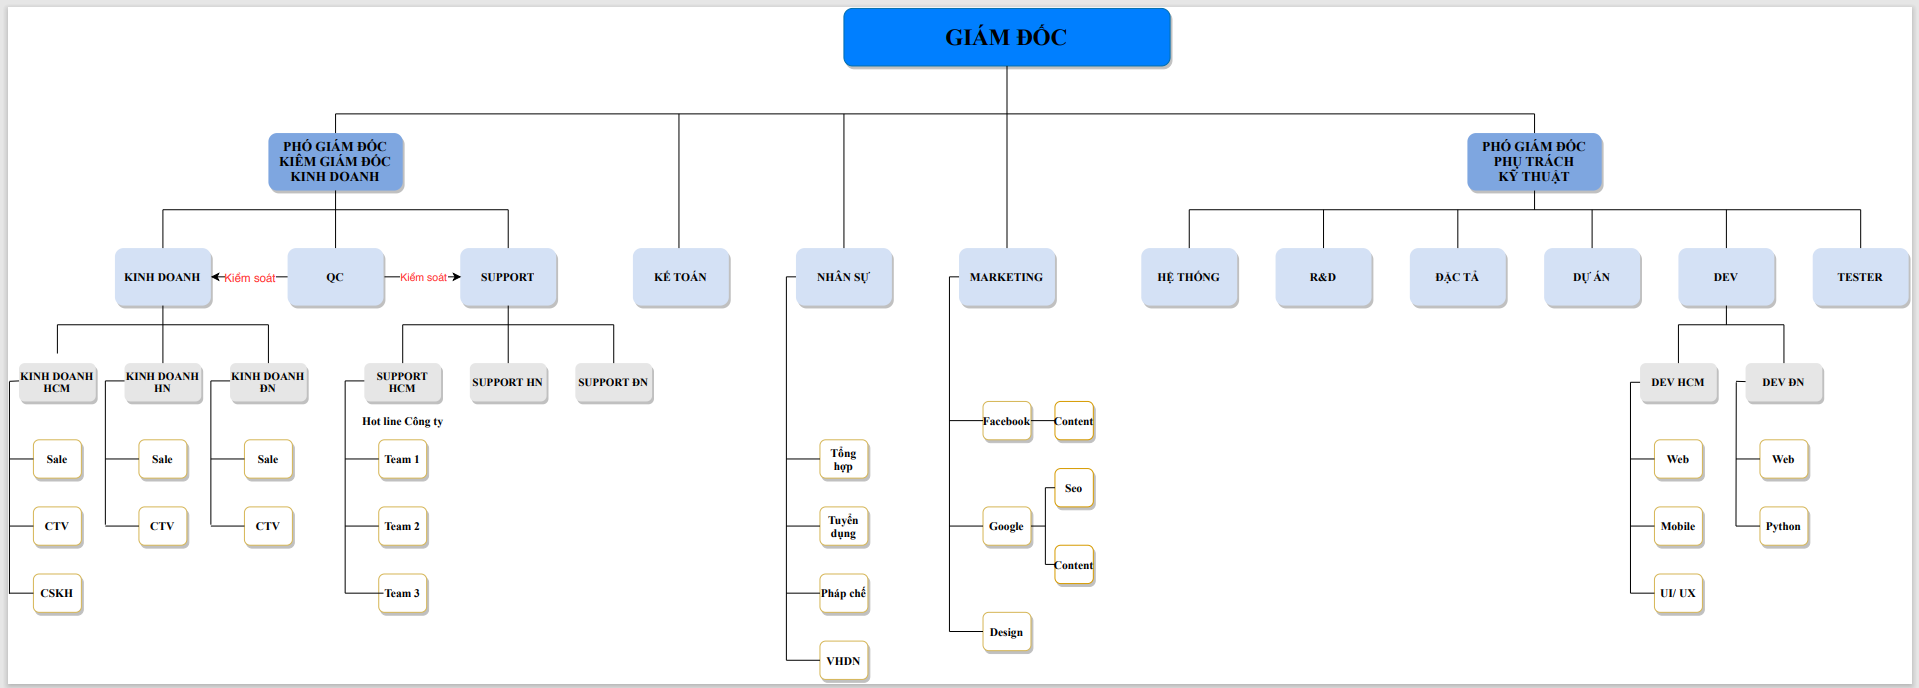 GIÁM ĐỐC
PHÓ GIÁM ĐỐC
KIÊM GIÁM ĐỐC
KINH DOANH
PHÓ GIÁM ĐỐC
PHỤ TRÁCH
KỸ THUẬT
KINH DOANH
Kiểm soát
QC
Kiểm soát
SUPPORT
KẾ TOÁN
NHÂN SỰ
MARKETING
HỆ THỐNG
R&D
ĐẶC TẢ
DỰ ÁN
DEV
TESTER
KINH DOANH
HCM
KINH DOANH
HN
KINH DOANH
ĐN
SUPPORT
HCM
SUPPORT HN
SUPPORT ĐN
DEV HCM
DEV ĐN
Hot line Công ty
Facebook
Content
Sale
Sale
Sale
Team 1
Tổng
hợp
Web
Web
Seo
CTV
CTV
CTV
Team 2
Tuyển
dụng
Google
Mobile
Python
Content
CSKH
Team 3
Pháp chế
UI/ UX
Design
VHDN